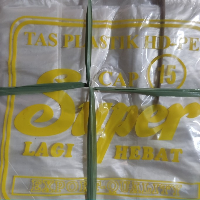 TAS PLASTIK HD-PE
CAP 15
Super
LAGI HEBAT